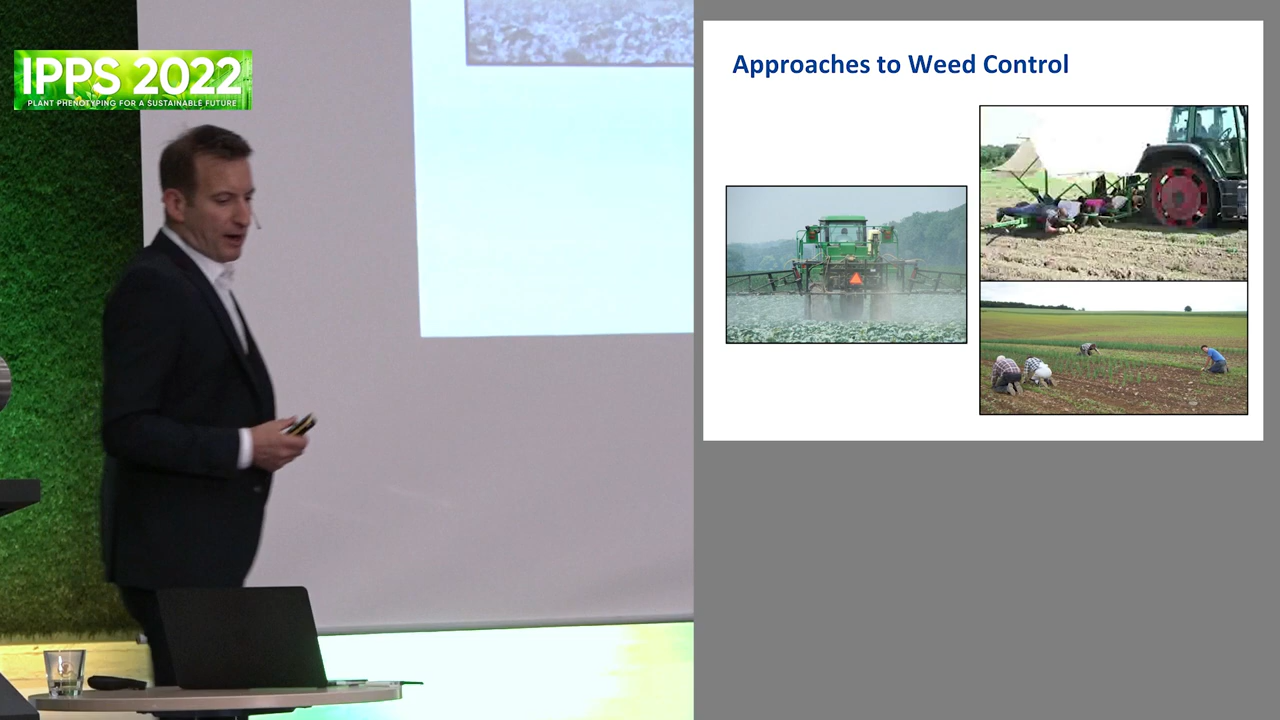 IPPS 2022
PLANT PHENOTYPING FOR A SUSTAINABLE FUTURE
Approaches to Weed Control